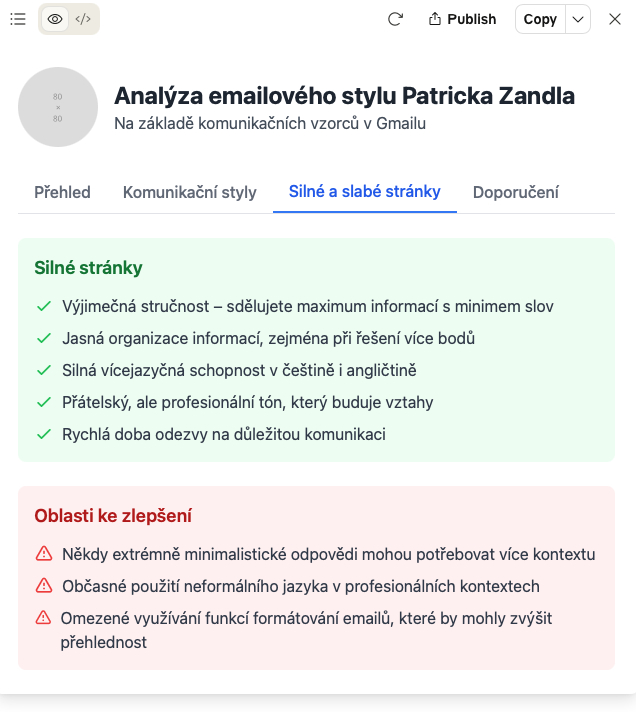 </>
Publish
Copy
80
×
80
Analýza emailového stylu Patricka Zandla
Na základě komunikačních vzorců v Gmailu
Přehled
Komunikační styly
Silné a slabé stránky
Doporučení
Silné stránky
Výjimečná stručnost – sdělujete maximum informací s minimem slov
Jasná organizace informací, zejména při řešení více bodů
Silná vícejazyčná schopnost v češtině i angličtině
Přátelský, ale profesionální tón, který buduje vztahy
Rychlá doba odezvy na důležitou komunikaci
Oblasti ke zlepšení
Někdy extrémně minimalistické odpovědi mohou potřebovat více kontextu
Občasné použití neformálního jazyka v profesionálních kontextech
Omezené využívání funkcí formátování emailů, které by mohly zvýšit
přehlednost